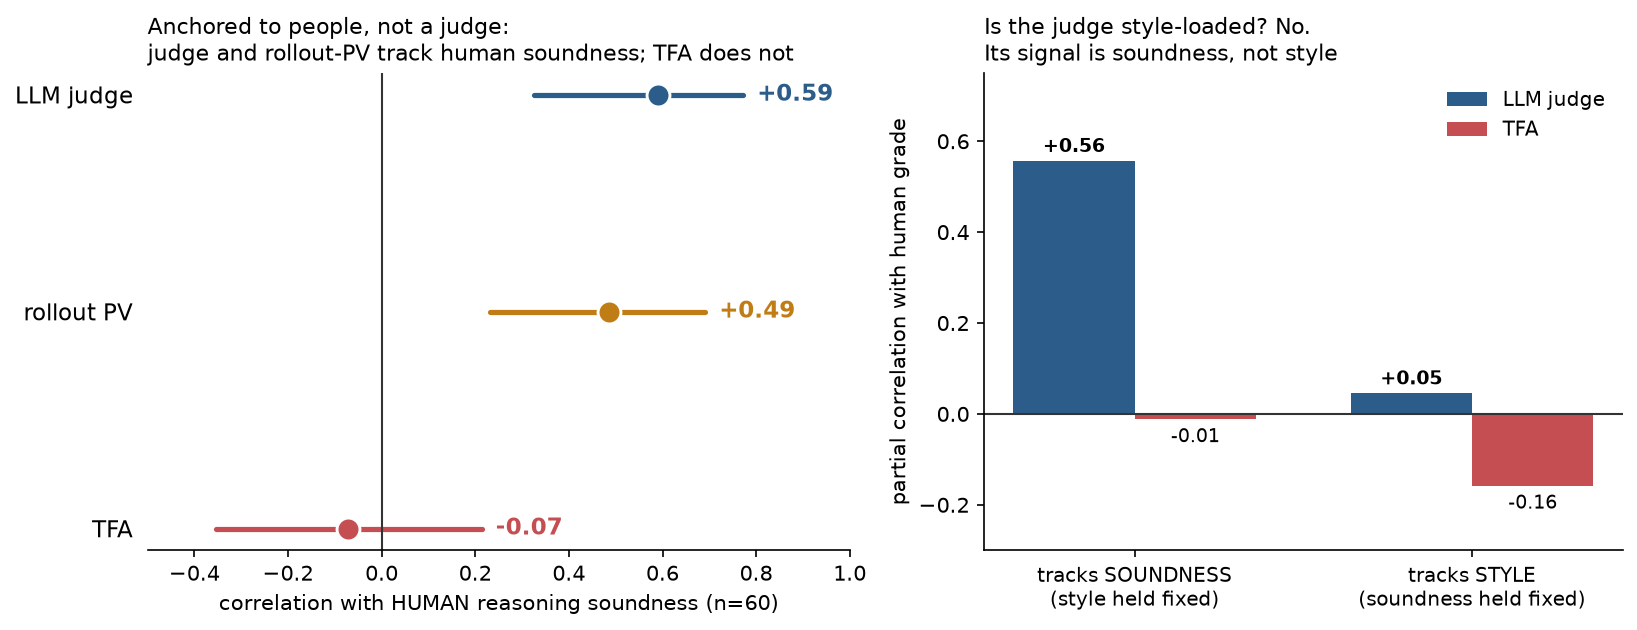 Anchored to people, not a judge:
judge and rollout-PV track human soundness; TFA does not
LLM judge
+0.59
rollout PV
+0.49
TFA
-0.07
−0.4
−0.2
0.0
0.2
0.4
0.6
0.8
1.0
correlation with HUMAN reasoning soundness (n=60)
Is the judge style-loaded? No.
Its signal is soundness, not style
LLM judge
TFA
partial correlation with human grade
0.6
0.4
0.2
0.0
−0.2
+0.56
-0.01
+0.05
-0.16
tracks SOUNDNESS
(style held fixed)
tracks STYLE
(soundness held fixed)